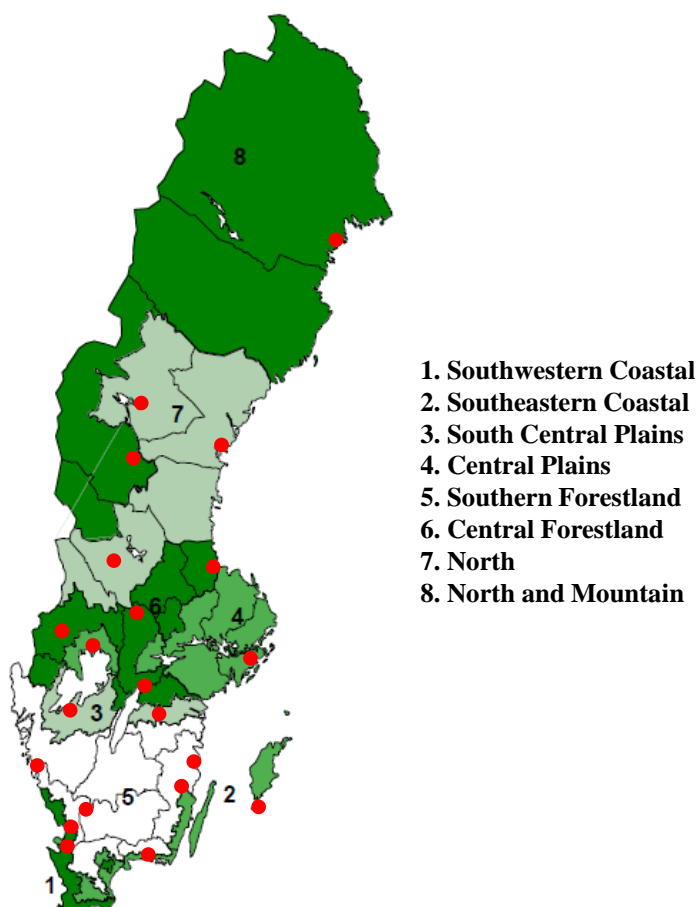 8
7
6
4
3
5
2
1
1. Southwestern Coastal
2. Southeastern Coastal
3. South Central Plains
4. Central Plains
5. Southern Forestland
6. Central Forestland
7. North
8. North and Mountain